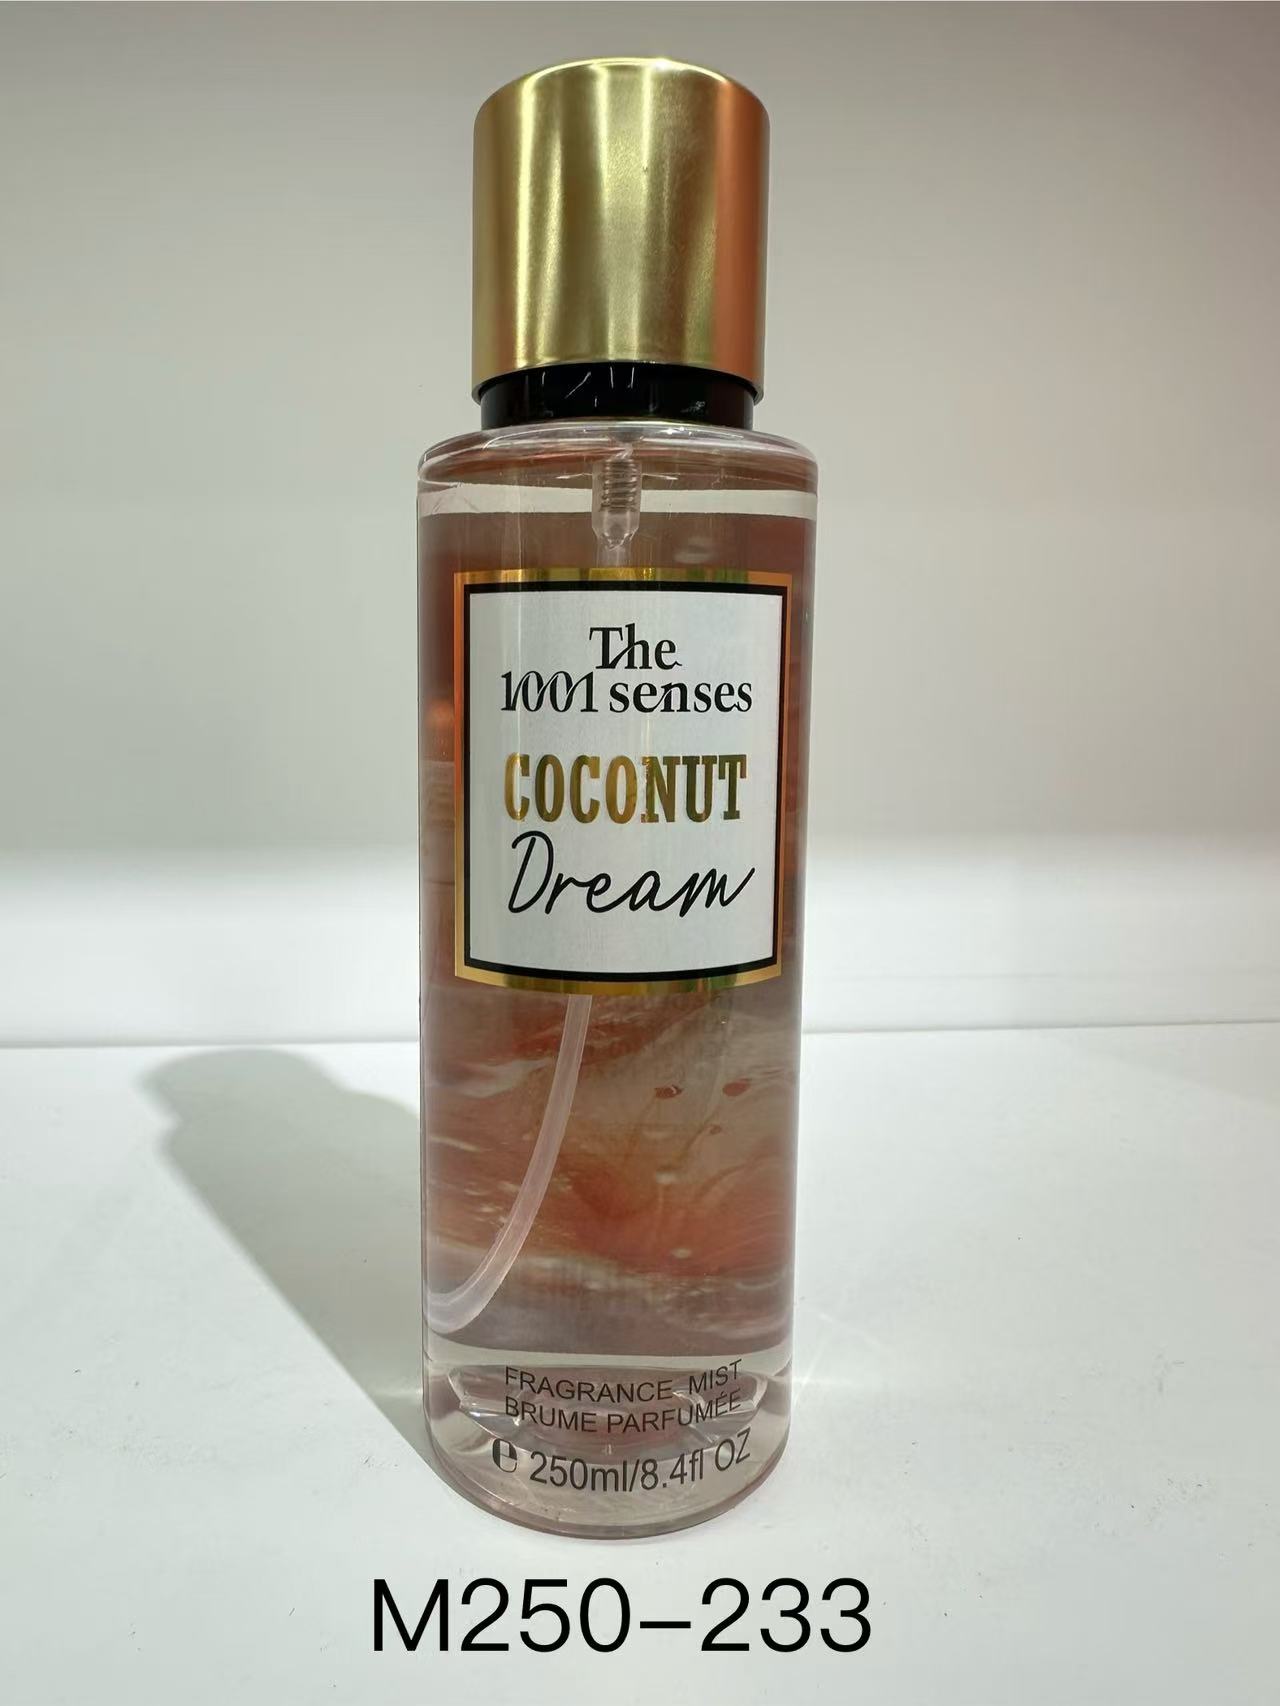 The
1001 senses
COCONUT
Dream
FRAGRANCE MIST
BRUME PARFUMÉE
℮ 250ml/8.4fl OZ
M250-233